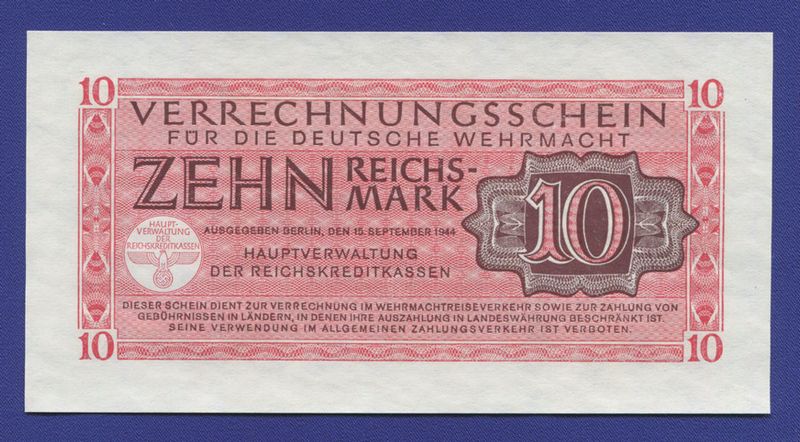 10 10
VERRECHNUNGSSCHEIN
FÜR DIE DEUTSCHE WEHRMACHT
ZEHN REICHS-
MARK
10
AUSGEGEBEN BERLIN, DEN 15. SEPTEMBER 1944
HAUPTVERWALTUNG
DER REICHSKREDITKASSEN
HAUPT-
VERWALTUNG
DER
REICHSKREDITKASSEN
DIESER SCHEIN DIENT ZUR VERRECHNUNG IM WEHRMACHTREISEVERKEHR SOWIE ZUR ZAHLUNG VON
GEBÜHRNISSEN IN LÄNDERN, IN DENEN IHRE AUSZAHLUNG IN LANDESWÄHRUNG BESCHRÄNKT IST.
SEINE VERWENDUNG IM ALLGEMEINEN ZAHLUNGSVERKEHR IST VERBOTEN.
10 10